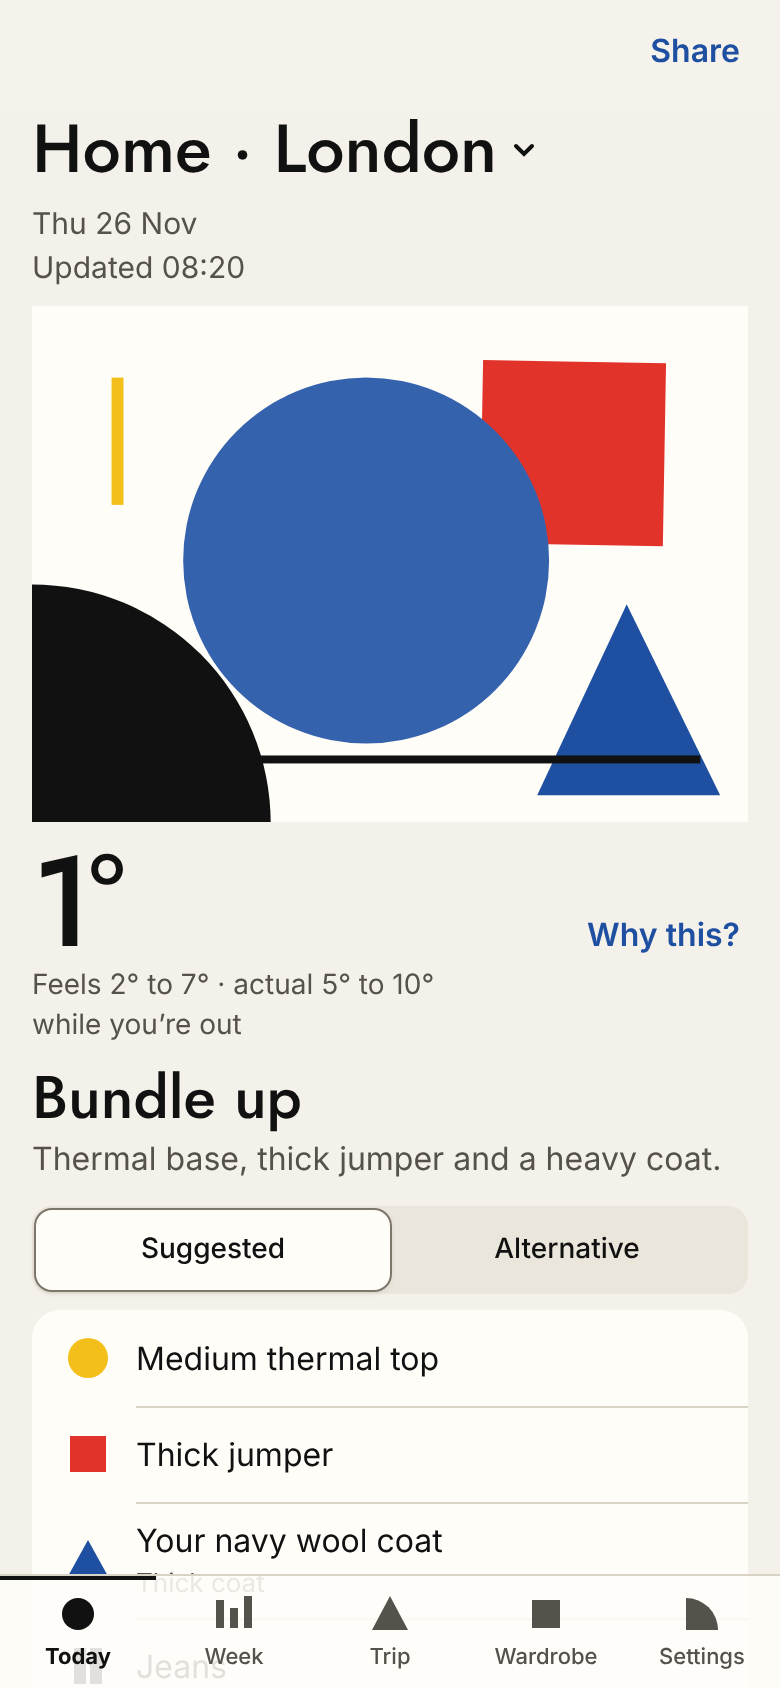 Share
Home · London
Thu 26 Nov
Updated 08:20
1°
Why this?
Feels 2° to 7° · actual 5° to 10°
while you’re out
Bundle up
Thermal base, thick jumper and a heavy coat.
Suggested
Alternative
Medium thermal top
Thick jumper
Your navy wool coat
Thick coat
Jeans
Today
Week
Trip
Wardrobe
Settings